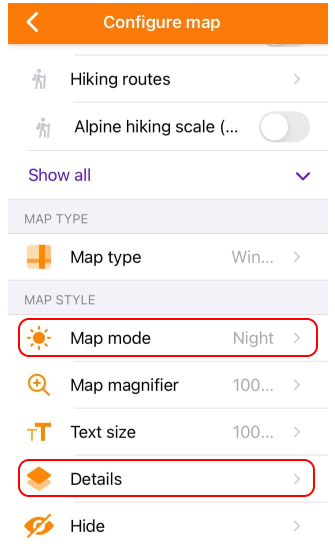 Configure map
Hiking routes
Alpine hiking scale (...
Show all
MAP TYPE
Map type Win...
MAP STYLE
Map mode Night
Map magnifier 100...
Text size 100...
Details
Hide